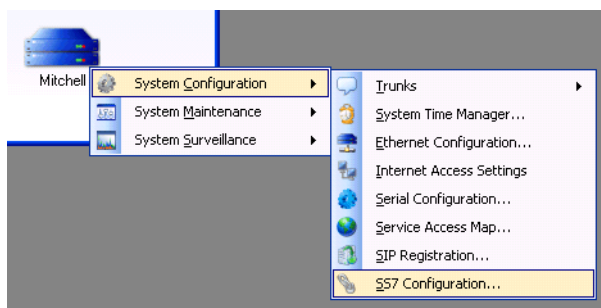 Mitchell
System Configuration
System Maintenance
System Surveillance
Trunks
System Time Manager...
Ethernet Configuration...
Internet Access Settings
Serial Configuration...
Service Access Map...
SIP Registration...
SS7 Configuration...